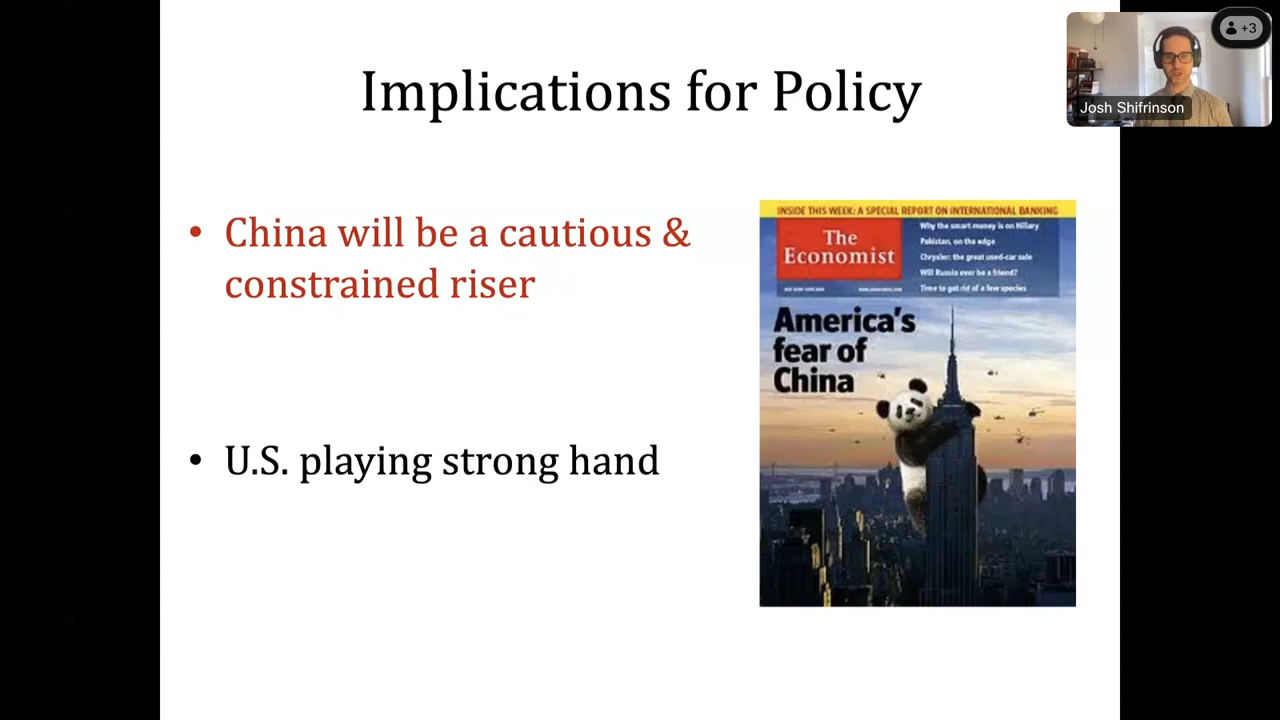 Implications for Policy
+3
Josh Shifrinson
• China will be a cautious &
constrained riser
• U.S. playing strong hand
INSIDE THIS WEEK: A SPECIAL REPORT ON INTERNATIONAL BANKING
The
Economist
Why the smart money is on Hillary
Pakistan, on the edge
Chrysler: the great used-car sale
Will Russia ever be a friend?
Time to get rid of a few species
America's
fear of
China